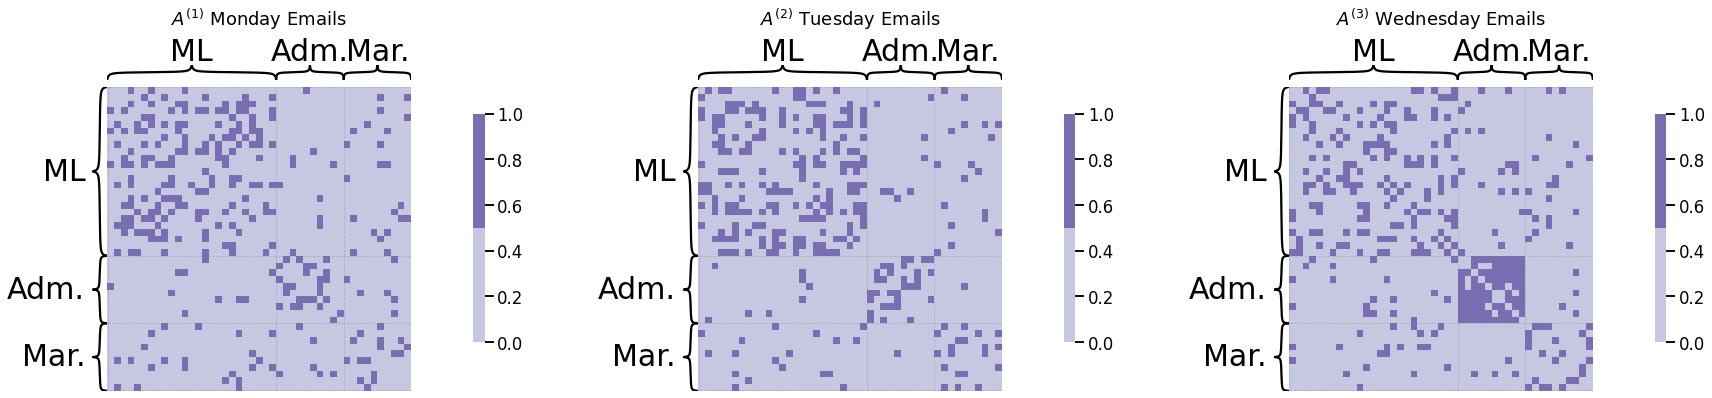 A⁽¹⁾ Monday Emails
ML Adm. Mar.
ML
Adm.
Mar.
1.0
0.8
0.6
0.4
0.2
0.0
A⁽²⁾ Tuesday Emails
ML Adm. Mar.
ML
Adm.
Mar.
1.0
0.8
0.6
0.4
0.2
0.0
A⁽³⁾ Wednesday Emails
ML Adm. Mar.
ML
Adm.
Mar.
1.0
0.8
0.6
0.4
0.2
0.0